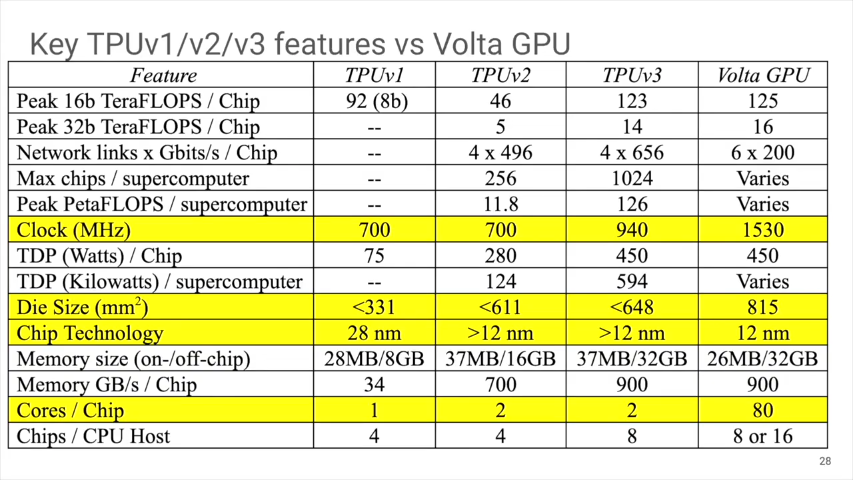 Key TPUv1/v2/v3 features vs Volta GPU
Feature TPUv1 TPUv2 TPUv3 Volta GPU
Peak 16b TeraFLOPS / Chip 92 (8b) 46 123 125
Peak 32b TeraFLOPS / Chip -- 5 14 16
Network links x Gbits/s / Chip -- 4 x 496 4 x 656 6 x 200
Max chips / supercomputer -- 256 1024 Varies
Peak PetaFLOPS / supercomputer -- 11.8 126 Varies
Clock (MHz) 700 700 940 1530
TDP (Watts) / Chip 75 280 450 450
TDP (Kilowatts) / supercomputer -- 124 594 Varies
Die Size (mm²) <331 <611 <648 815
Chip Technology 28 nm >12 nm >12 nm 12 nm
Memory size (on-/off-chip) 28MB/8GB 37MB/16GB 37MB/32GB 26MB/32GB
Memory GB/s / Chip 34 700 900 900
Cores / Chip 1 2 2 80
Chips / CPU Host 4 4 8 8 or 16
28